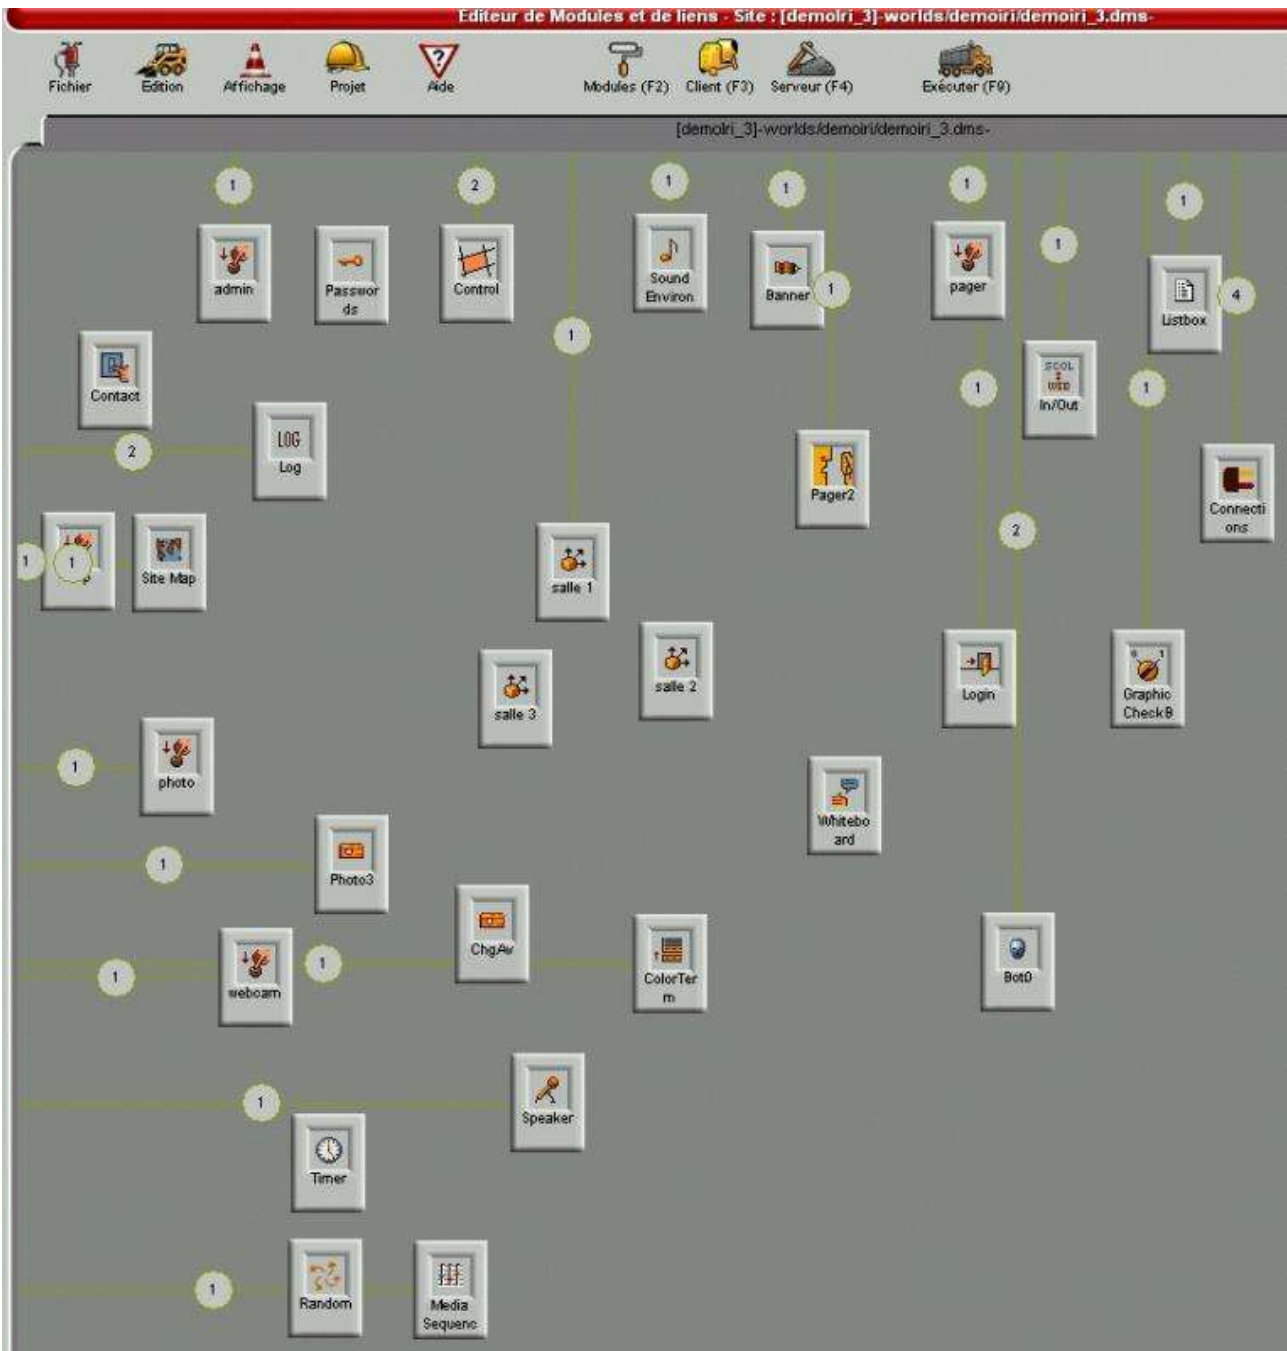 Editeur de Modules et de liens - Site : [demoIri_3]-worlds/demoiri/demoiri_3.dms-
Fichier Edition Affichage Projet Aide Modules (F2) Client (F3) Serveur (F4) Exécuter (F9)
[demoIri_3]-worlds/demoiri/demoiri_3.dms-
1 2 1 1 1 1
admin
Passwor
ds
Control
Sound
Environ
Banner
1
pager
1
Listbox
4
1
Contact
1
SCOL
WEB
In/Out
1
2
LOG
Log
Pager2
Connecti
ons
1
1
Site Map
salle 1
2
salle 3
salle 2
Login
0 1
Graphic
CheckB
1
photo
Whitebo
ard
1
Photo3
ChgAv
1
webcam
1
ColorTer
m
Bot0
1
Speaker
Timer
1
Random
Media
Sequenc